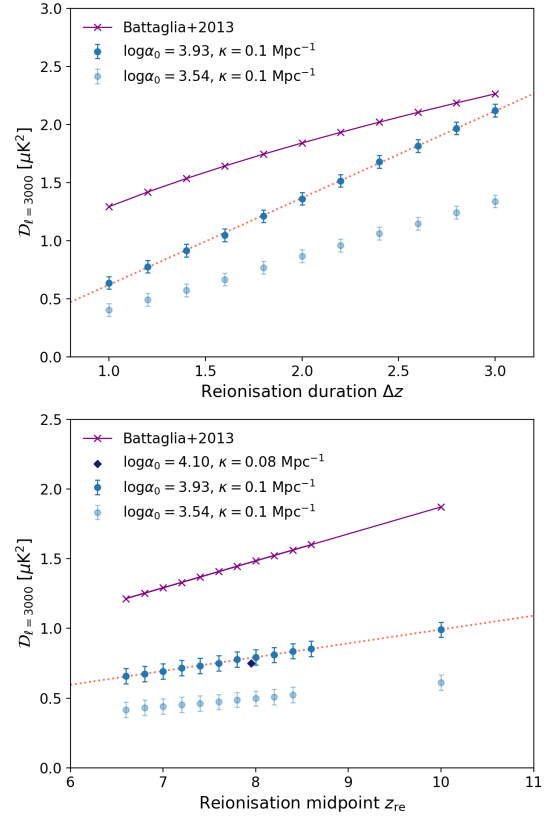 3.0
2.5
2.0
1.5
1.0
0.5
0.0
𝒟ℓ=3000 [μK²]
Battaglia+2013
logα₀ = 3.93, κ = 0.1 Mpc⁻¹
logα₀ = 3.54, κ = 0.1 Mpc⁻¹
1.0 1.5 2.0 2.5 3.0
Reionisation duration Δz
2.5
2.0
1.5
1.0
0.5
0.0
𝒟ℓ=3000 [μK²]
Battaglia+2013
logα₀ = 4.10, κ = 0.08 Mpc⁻¹
logα₀ = 3.93, κ = 0.1 Mpc⁻¹
logα₀ = 3.54, κ = 0.1 Mpc⁻¹
6 7 8 9 10 11
Reionisation midpoint z_re